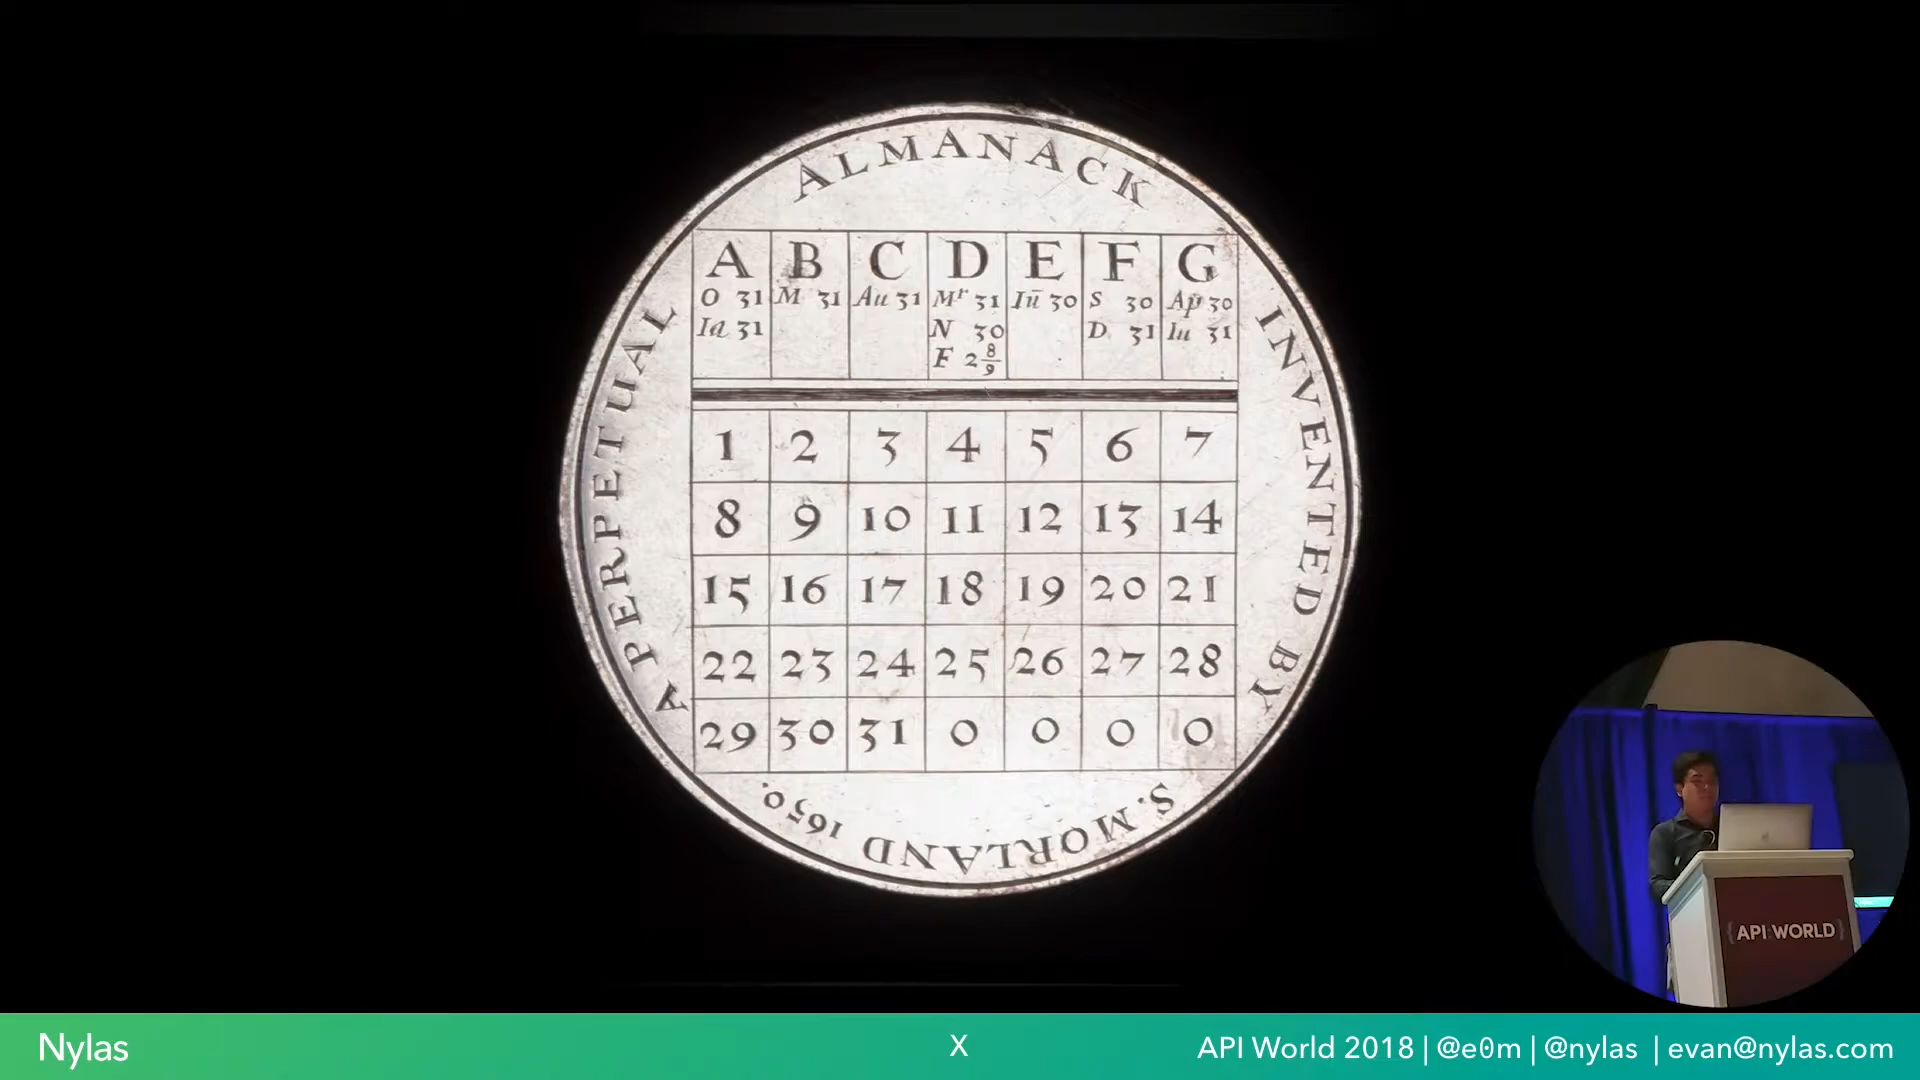 A PERPETUAL ALMANACK INVENTED BY S. MORLAND 1650.
A B C D E F G
O 31 M 31 Au 31 Mr 31 Iū 30 S 30 Ap 30
Ia 31 N 30 D 31 Iu 31
F 2 8/9
1 2 3 4 5 6 7
8 9 10 11 12 13 14
15 16 17 18 19 20 21
22 23 24 25 26 27 28
29 30 31 0 0 0 0
{API:WORLD}
Nylas X API World 2018 | @e0m | @nylas | evan@nylas.com